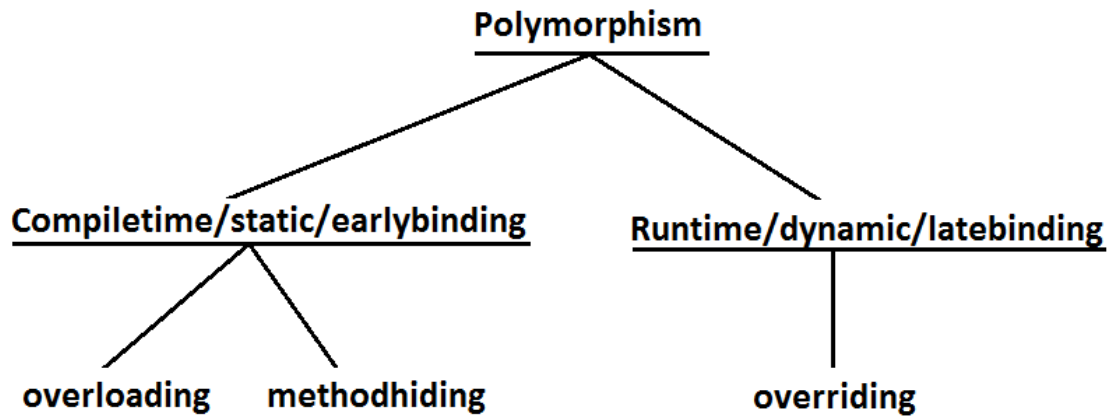 Polymorphism
Compiletime/static/earlybinding
Runtime/dynamic/latebinding
overloading
methodhiding
overriding